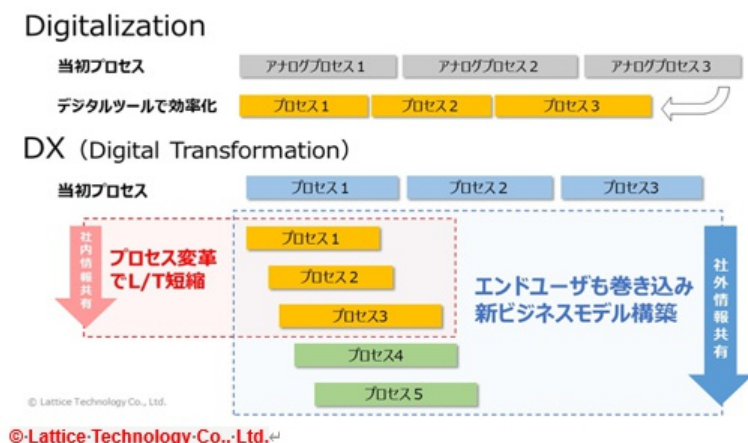 Digitalization
当初プロセス
アナログプロセス1
アナログプロセス2
アナログプロセス3
デジタルツールで効率化
プロセス1
プロセス2
プロセス3
DX（Digital Transformation）
当初プロセス
プロセス1
プロセス2
プロセス3
社内情報共有
プロセス変革
でL/T短縮
プロセス1
プロセス2
プロセス3
プロセス4
プロセス5
エンドユーザも巻き込み
新ビジネスモデル構築
社外情報共有
© Lattice Technology Co., Ltd.
©·Lattice·Technology·Co.,·Ltd.↵